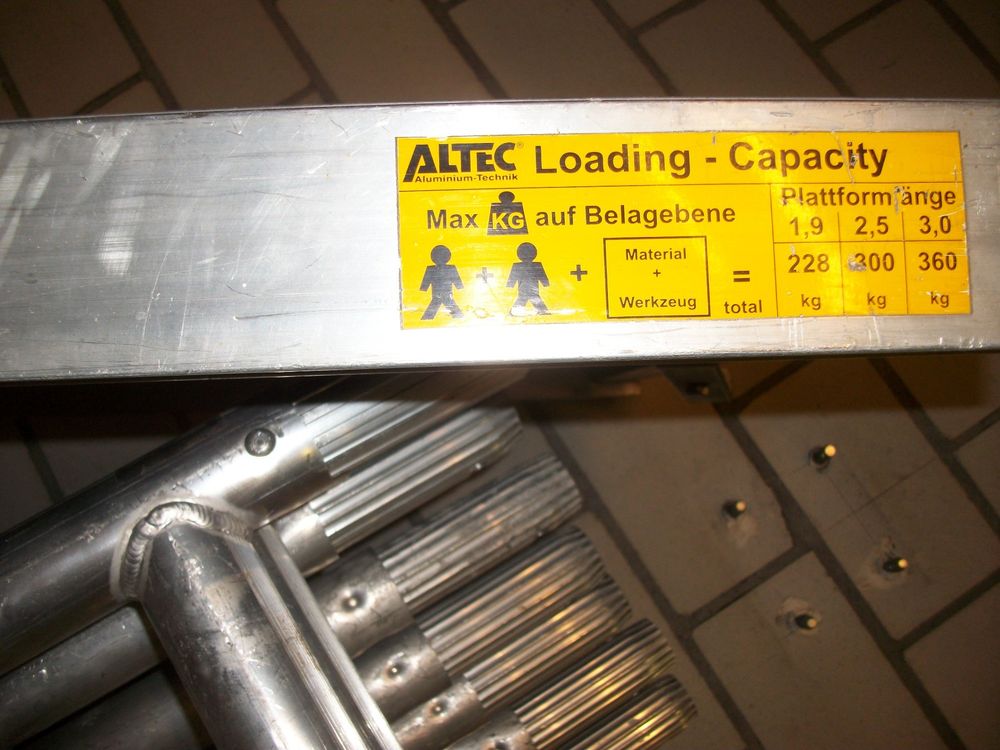 ALTEC® Loading - Capacity
Aluminium-Technik
Max KG auf Belagebene
Plattformlänge
1,9 2,5 3,0
+ + Material + Werkzeug = total
228 300 360
kg kg kg